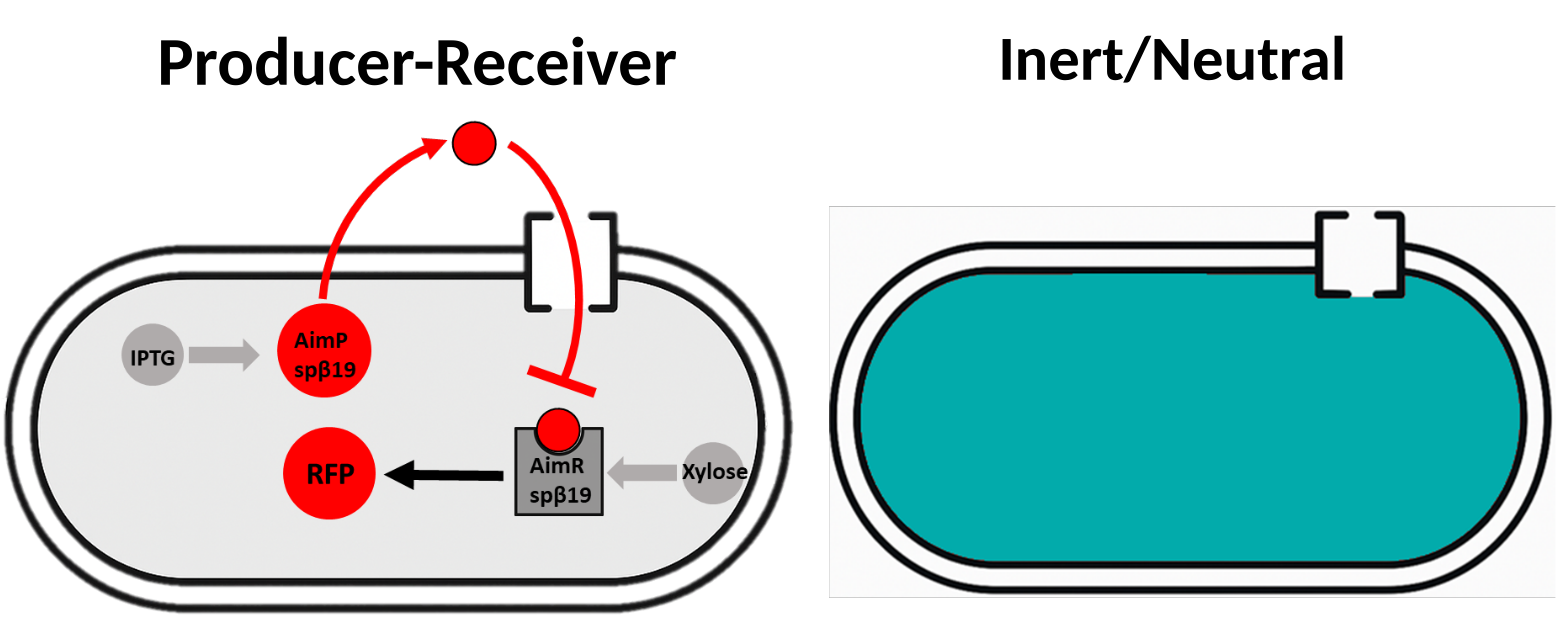 Producer-Receiver
Inert/Neutral
IPTG
AimP
spβ19
RFP
AimR
spβ19
Xylose